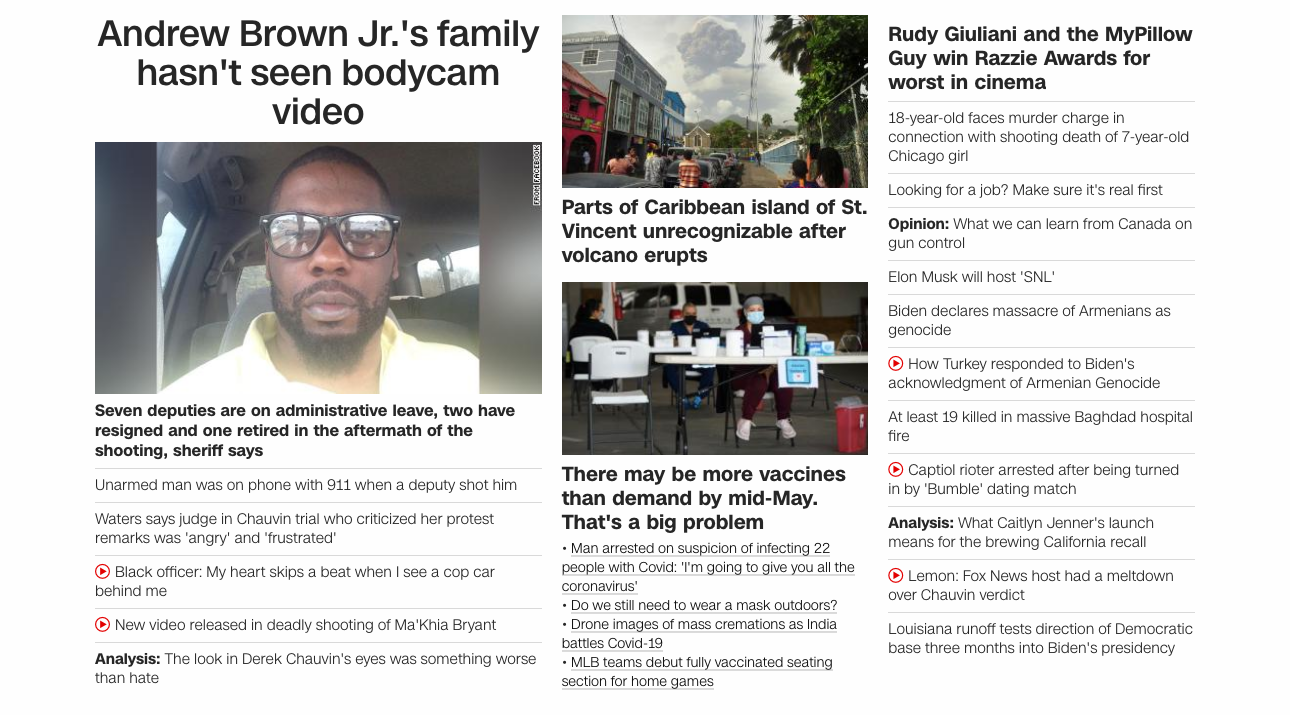 Andrew Brown Jr.'s family
hasn't seen bodycam
video
FROM FACEBOOK
Seven deputies are on administrative leave, two have
resigned and one retired in the aftermath of the
shooting, sheriff says
Unarmed man was on phone with 911 when a deputy shot him
Waters says judge in Chauvin trial who criticized her protest
remarks was 'angry' and 'frustrated'
Black officer: My heart skips a beat when I see a cop car
behind me
New video released in deadly shooting of Ma'Khia Bryant
Analysis: The look in Derek Chauvin's eyes was something worse
than hate
Parts of Caribbean island of St.
Vincent unrecognizable after
volcano erupts
There may be more vaccines
than demand by mid-May.
That's a big problem
• Man arrested on suspicion of infecting 22
people with Covid: 'I'm going to give you all the
coronavirus'
• Do we still need to wear a mask outdoors?
• Drone images of mass cremations as India
battles Covid-19
• MLB teams debut fully vaccinated seating
section for home games
Rudy Giuliani and the MyPillow
Guy win Razzie Awards for
worst in cinema
18-year-old faces murder charge in
connection with shooting death of 7-year-old
Chicago girl
Looking for a job? Make sure it's real first
Opinion: What we can learn from Canada on
gun control
Elon Musk will host 'SNL'
Biden declares massacre of Armenians as
genocide
How Turkey responded to Biden's
acknowledgment of Armenian Genocide
At least 19 killed in massive Baghdad hospital
fire
Captiol rioter arrested after being turned
in by 'Bumble' dating match
Analysis: What Caitlyn Jenner's launch
means for the brewing California recall
Lemon: Fox News host had a meltdown
over Chauvin verdict
Louisiana runoff tests direction of Democratic
base three months into Biden's presidency